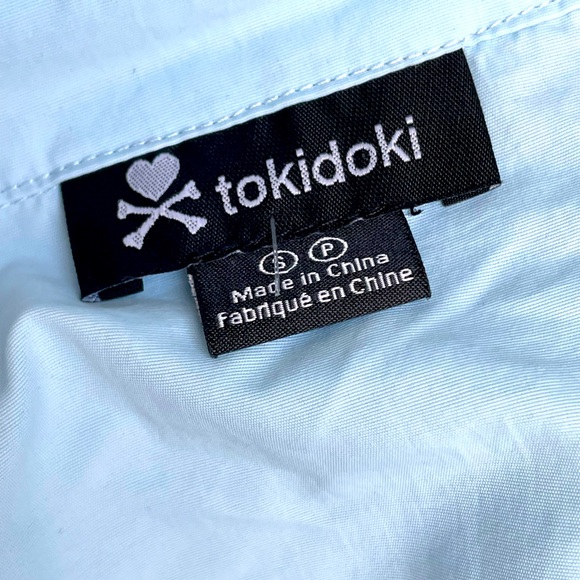 tokidoki
S P
Made in China
Fabriqué en Chine